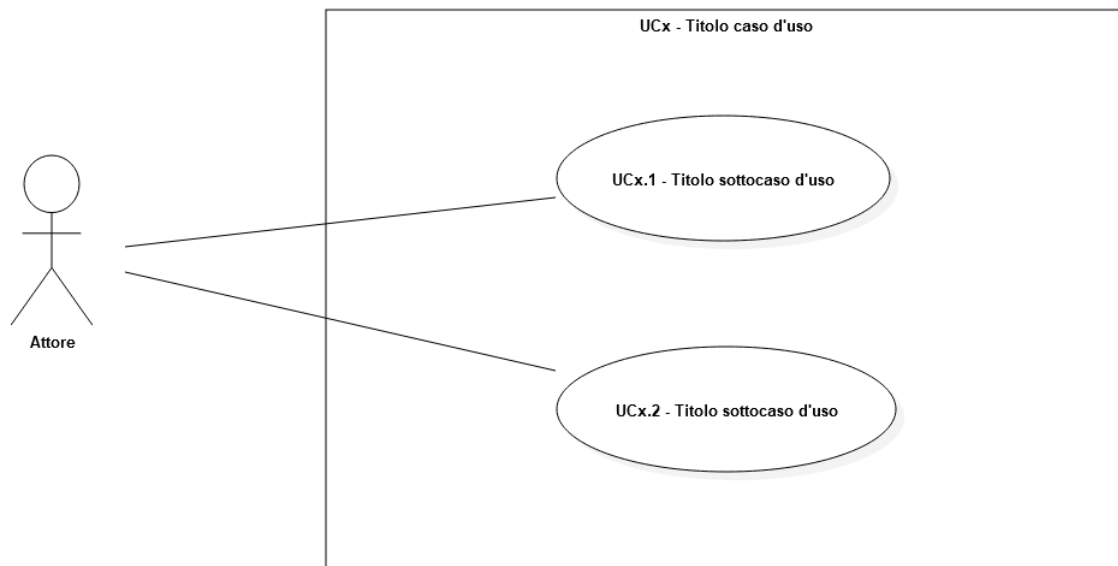 UCx - Titolo caso d'uso
UCx.1 - Titolo sottocaso d'uso
Attore
UCx.2 - Titolo sottocaso d'uso